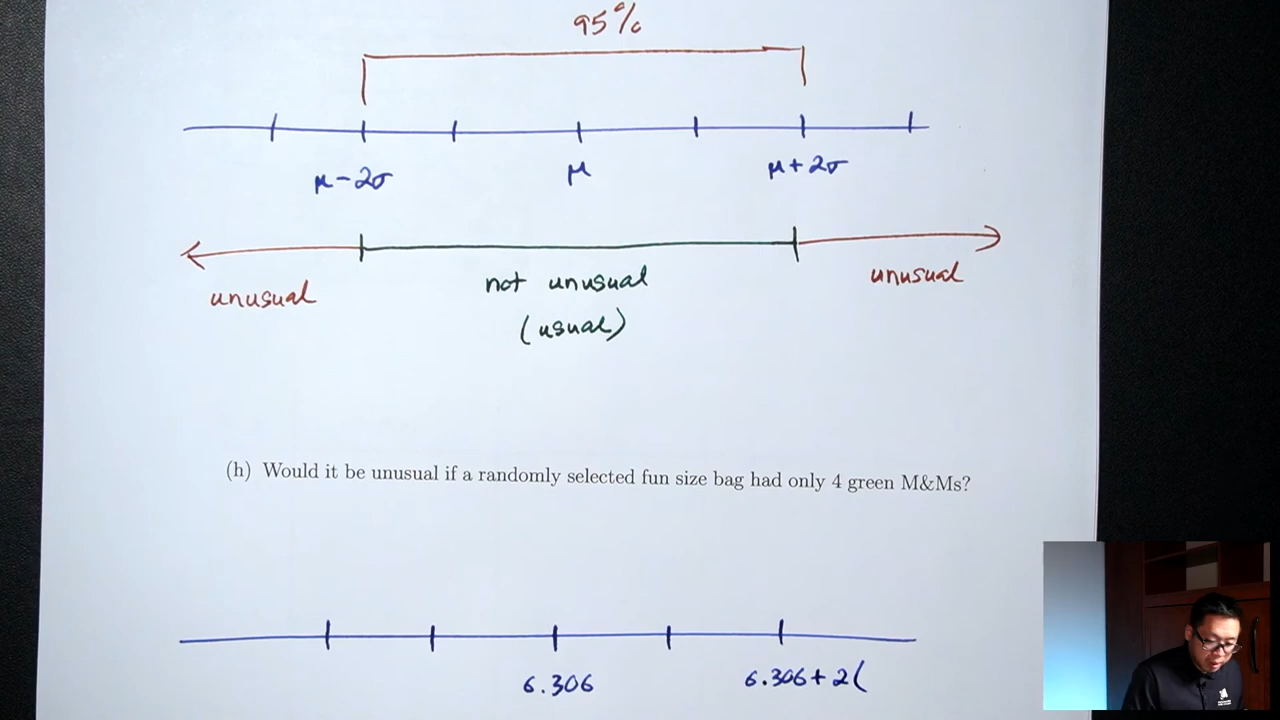 95%
μ-2σ μ μ+2σ
unusual not unusual unusual
(usual)
(h) Would it be unusual if a randomly selected fun size bag had only 4 green M&Ms?
6.306 6.306+2(